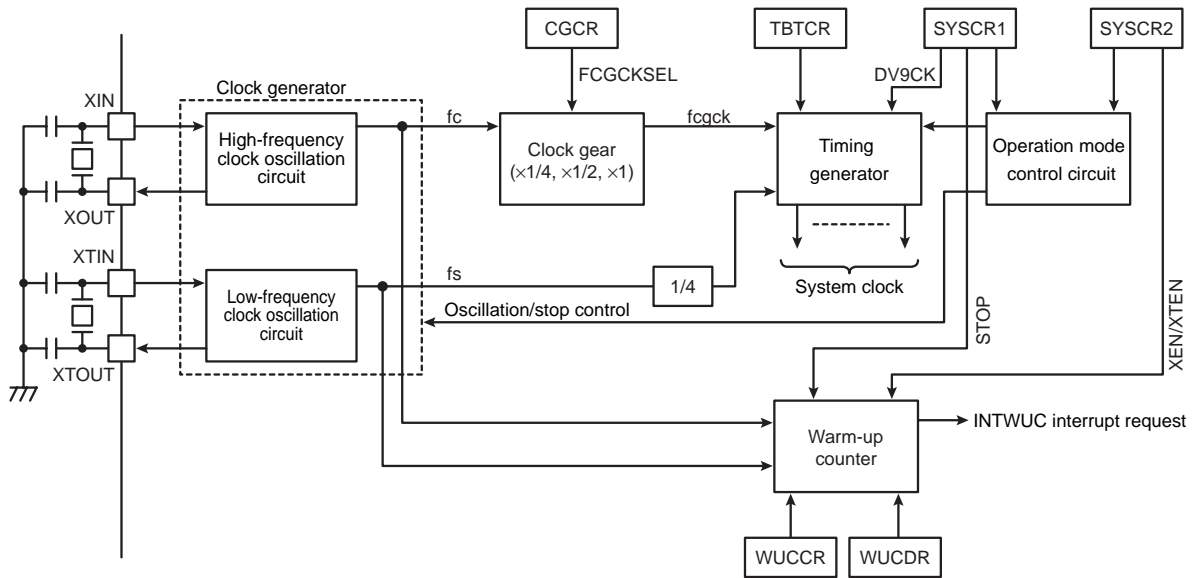 CGCR
TBTCR
SYSCR1
SYSCR2
FCGCKSEL
DV9CK
Clock generator
XIN
High-frequency
clock oscillation
circuit
fc
Clock gear
(×1/4, ×1/2, ×1)
fcgck
Timing
generator
Operation mode
control circuit
XOUT
XTIN
Low-frequency
clock oscillation
circuit
fs
1/4
System clock
Oscillation/stop control
STOP
XEN/XTEN
XTOUT
Warm-up
counter
INTWUC interrupt request
WUCCR
WUCDR